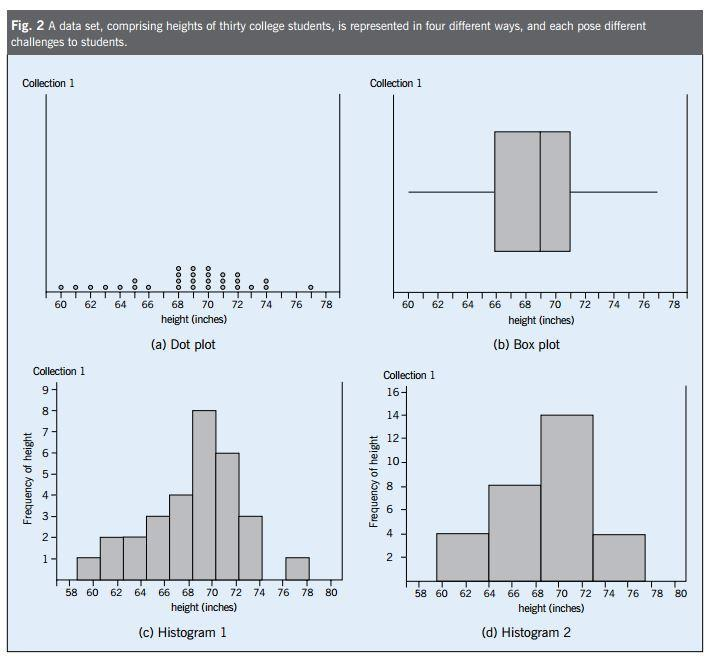 Fig. 2 A data set, comprising heights of thirty college students, is represented in four different ways, and each pose different
challenges to students.
Collection 1
60 62 64 66 68 70 72 74 76 78
height (inches)
(a) Dot plot
Collection 1
60 62 64 66 68 70 72 74 76 78
height (inches)
(b) Box plot
Collection 1
Frequency of height
9
8
7
6
5
4
3
2
1
58 60 62 64 66 68 70 72 74 76 78 80
height (inches)
(c) Histogram 1
Collection 1
Frequency of height
16
14
12
10
8
6
4
2
58 60 62 64 66 68 70 72 74 76 78 80
height (inches)
(d) Histogram 2